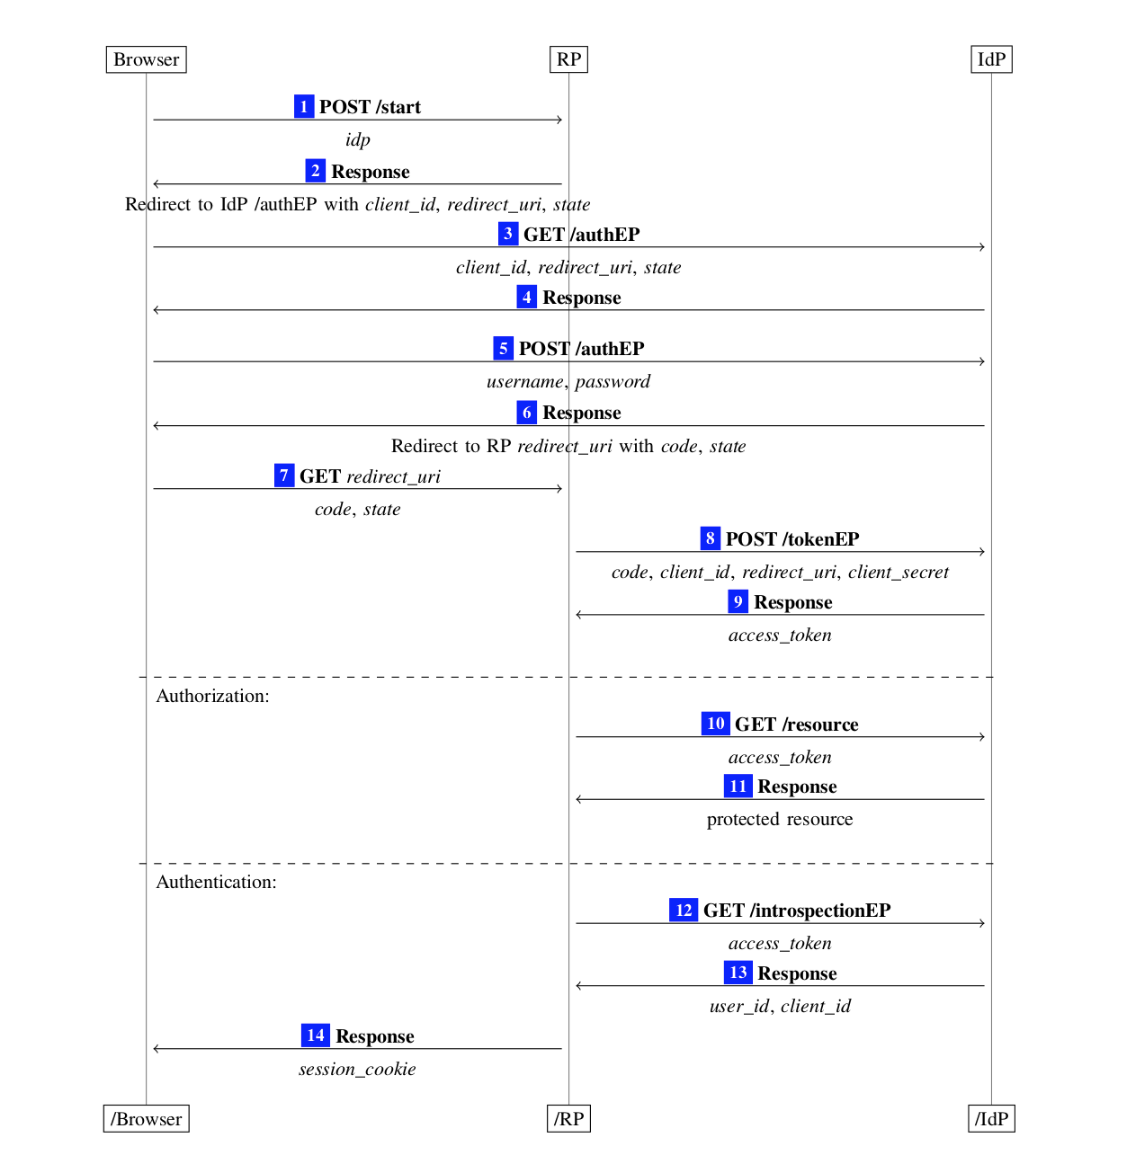 Browser RP IdP
1 POST /start
idp
2 Response
Redirect to IdP /authEP with client_id, redirect_uri, state
3 GET /authEP
client_id, redirect_uri, state
4 Response
5 POST /authEP
username, password
6 Response
Redirect to RP redirect_uri with code, state
7 GET redirect_uri
code, state
8 POST /tokenEP
code, client_id, redirect_uri, client_secret
9 Response
access_token
Authorization:
10 GET /resource
access_token
11 Response
protected resource
Authentication:
12 GET /introspectionEP
access_token
13 Response
user_id, client_id
14 Response
session_cookie
/Browser /RP /IdP